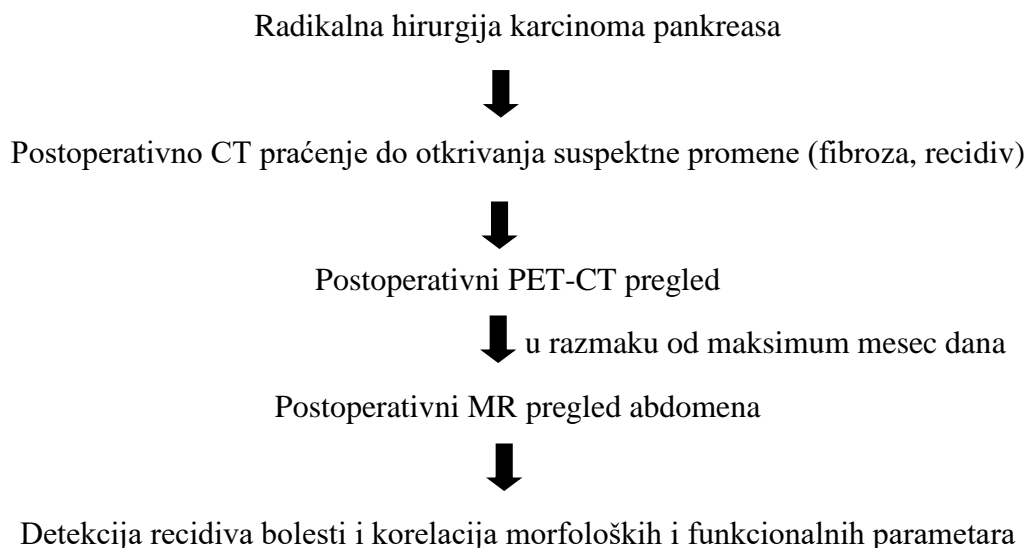 Radikalna hirurgija karcinoma pankreasa
Postoperativno CT praćenje do otkrivanja suspektne promene (fibroza, recidiv)
Postoperativni PET-CT pregled
u razmaku od maksimum mesec dana
Postoperativni MR pregled abdomena
Detekcija recidiva bolesti i korelacija morfoloških i funkcionalnih parametara